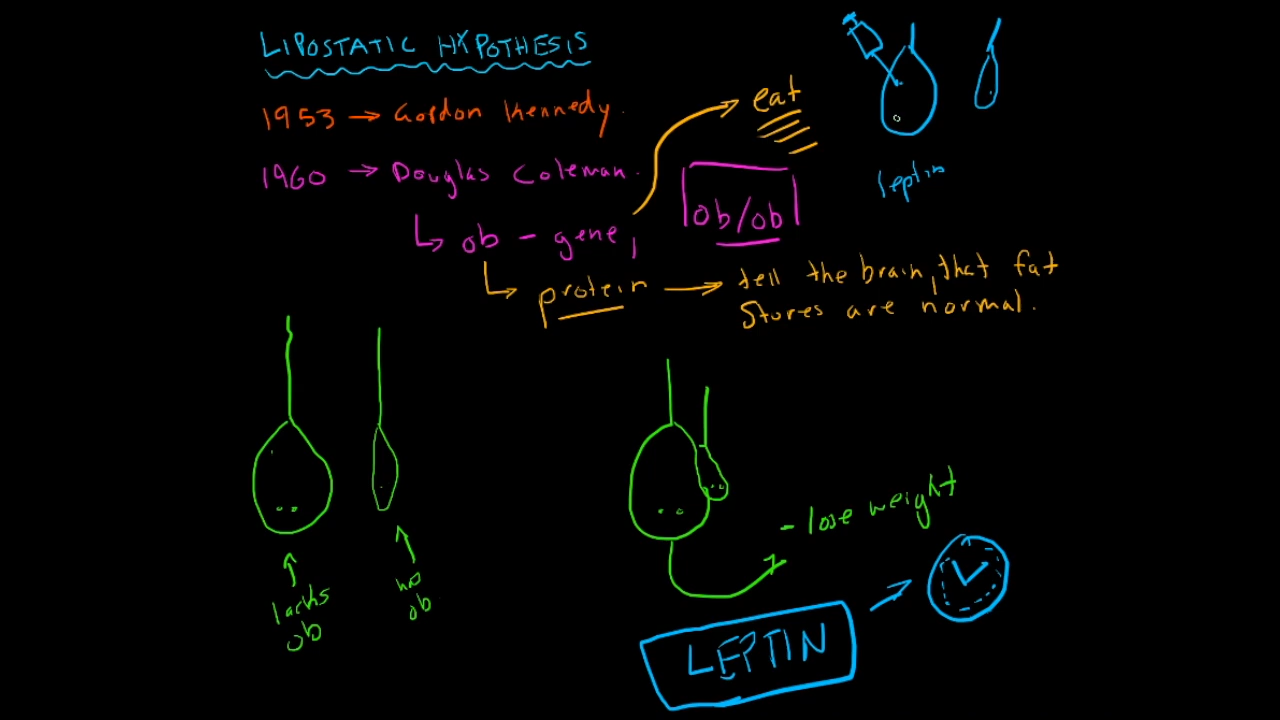 LIPOSTATIC HYPOTHESIS
1953 → Gordon Kennedy.
1960 → Douglas Coleman.
ob - gene,
eat
ob/ob
protein → tell the brain, that fat
stores are normal.
leptin
lacks
ob
has
ob
- lose weight
LEPTIN